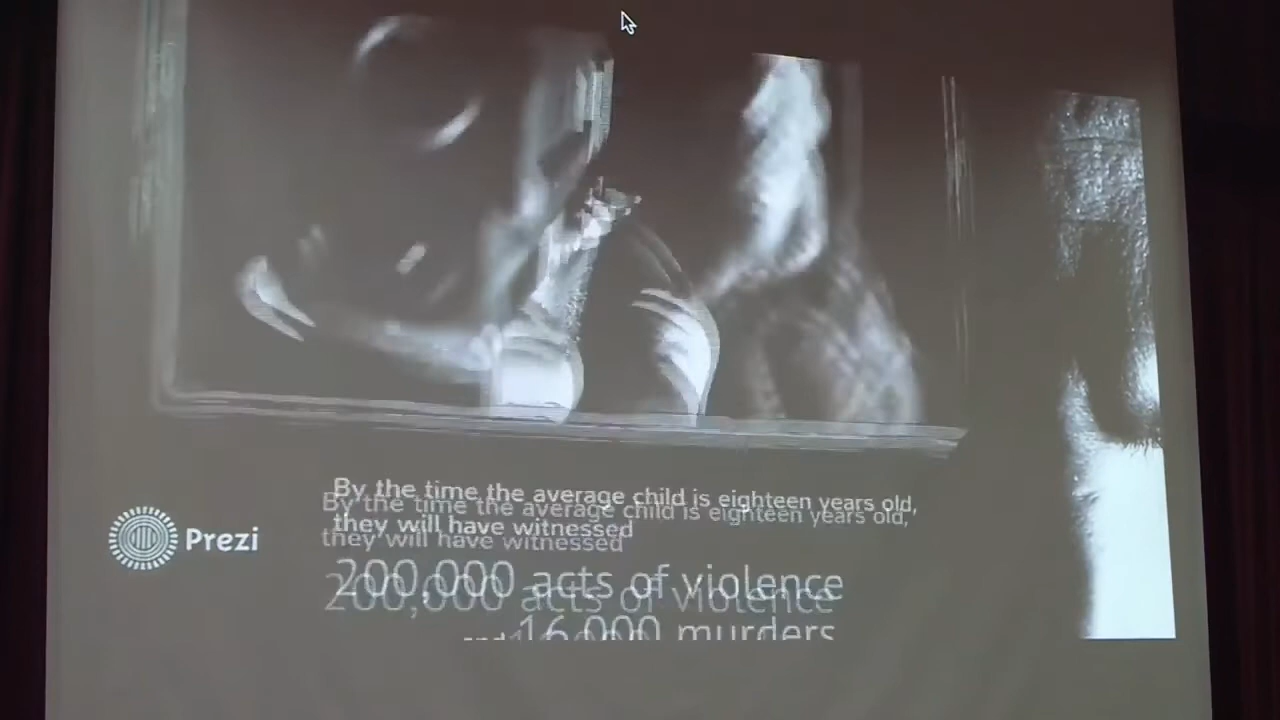 By the time the average child is eighteen years old,
they will have witnessed
200,000 acts of violence
and 16,000 murders
Prezi